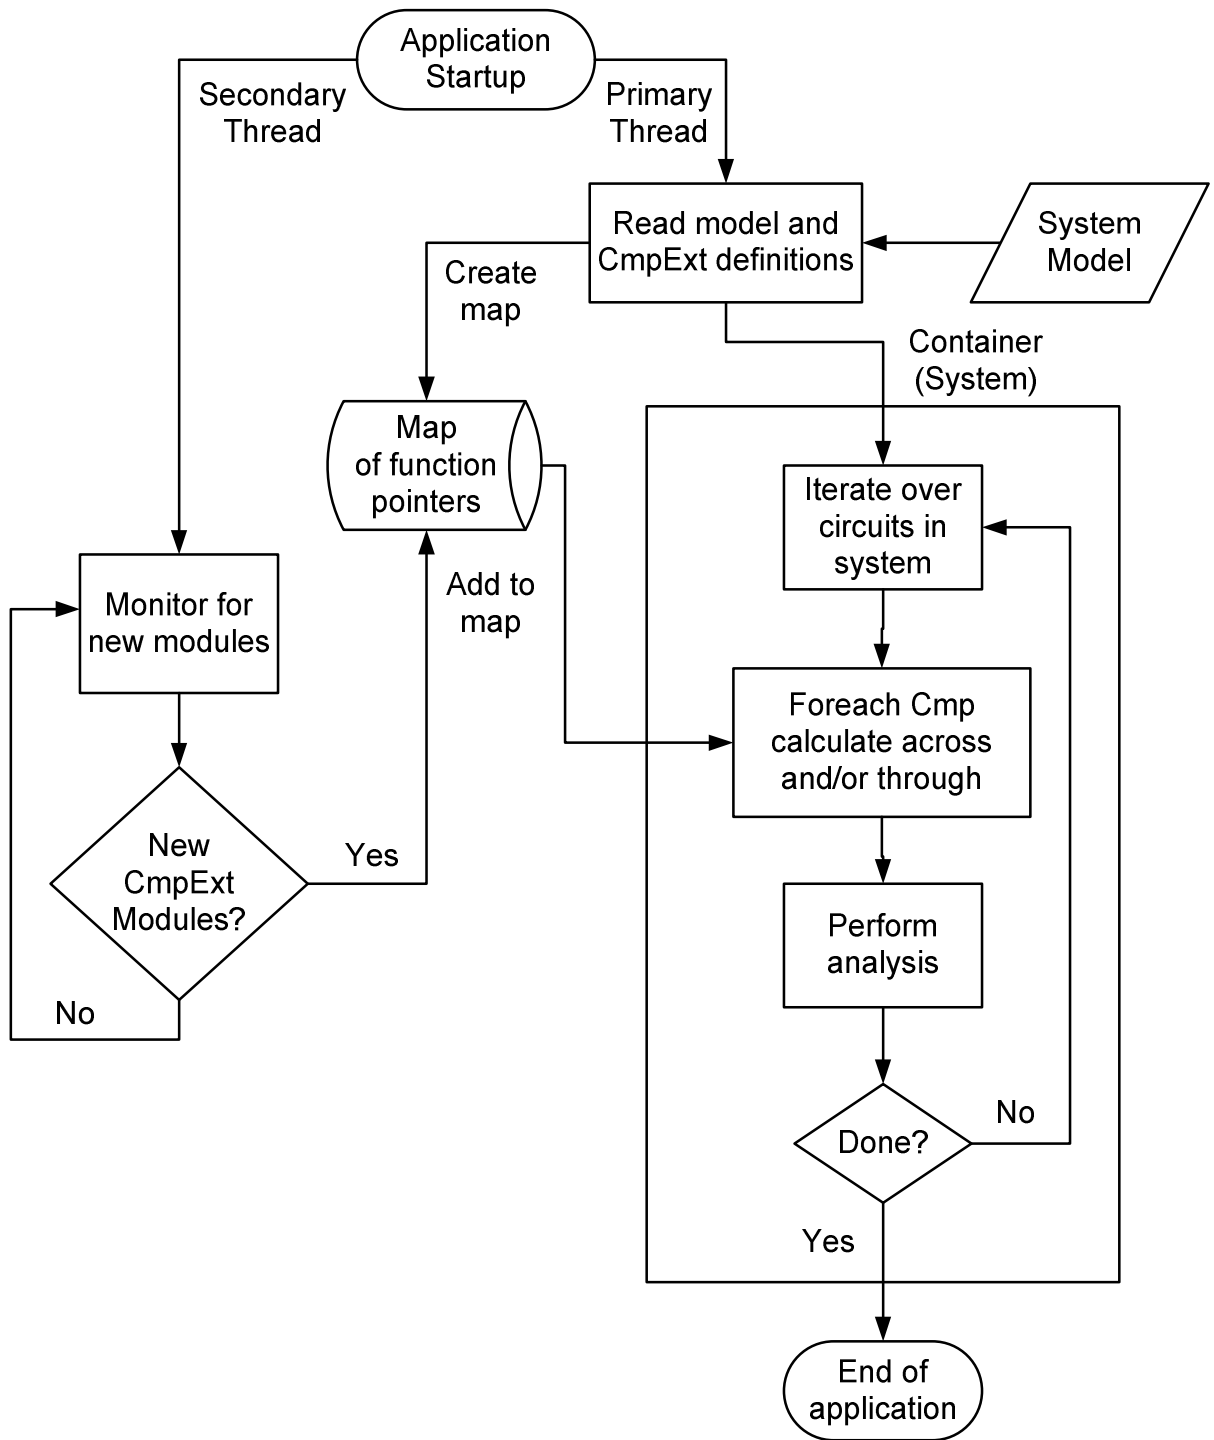 Application
Startup
Secondary
Thread
Primary
Thread
Read model and
CmpExt definitions
System
Model
Create
map
Container
(System)
Map
of function
pointers
Iterate over
circuits in
system
Monitor for
new modules
Add to
map
Foreach Cmp
calculate across
and/or through
New
CmpExt
Modules?
Yes
No
Perform
analysis
Done?
No
Yes
End of
application